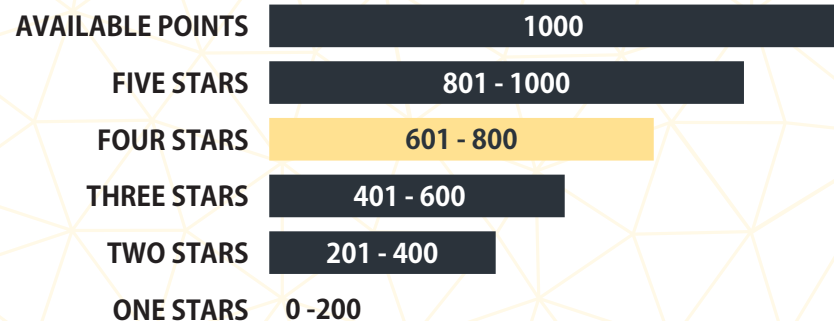 AVAILABLE POINTS 1000
FIVE STARS 801 - 1000
FOUR STARS 601 - 800
THREE STARS 401 - 600
TWO STARS 201 - 400
ONE STARS 0 -200